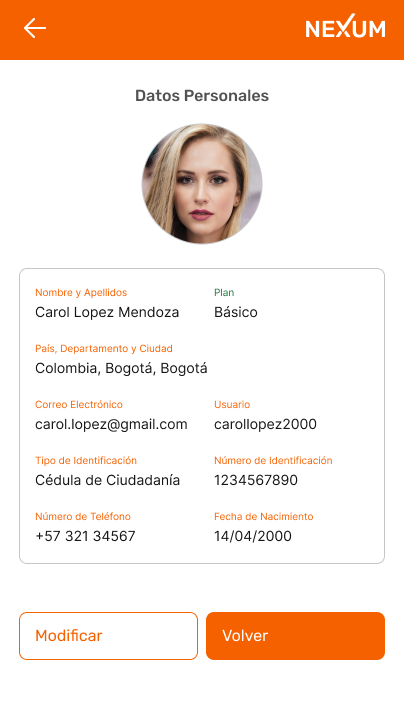 NEXUM
Datos Personales
Nombre y Apellidos Plan
Carol Lopez Mendoza Básico
País, Departamento y Ciudad
Colombia, Bogotá, Bogotá
Correo Electrónico Usuario
carol.lopez@gmail.com carollopez2000
Tipo de Identificación Número de Identificación
Cédula de Ciudadanía 1234567890
Número de Teléfono Fecha de Nacimiento
+57 321 34567 14/04/2000
Modificar Volver